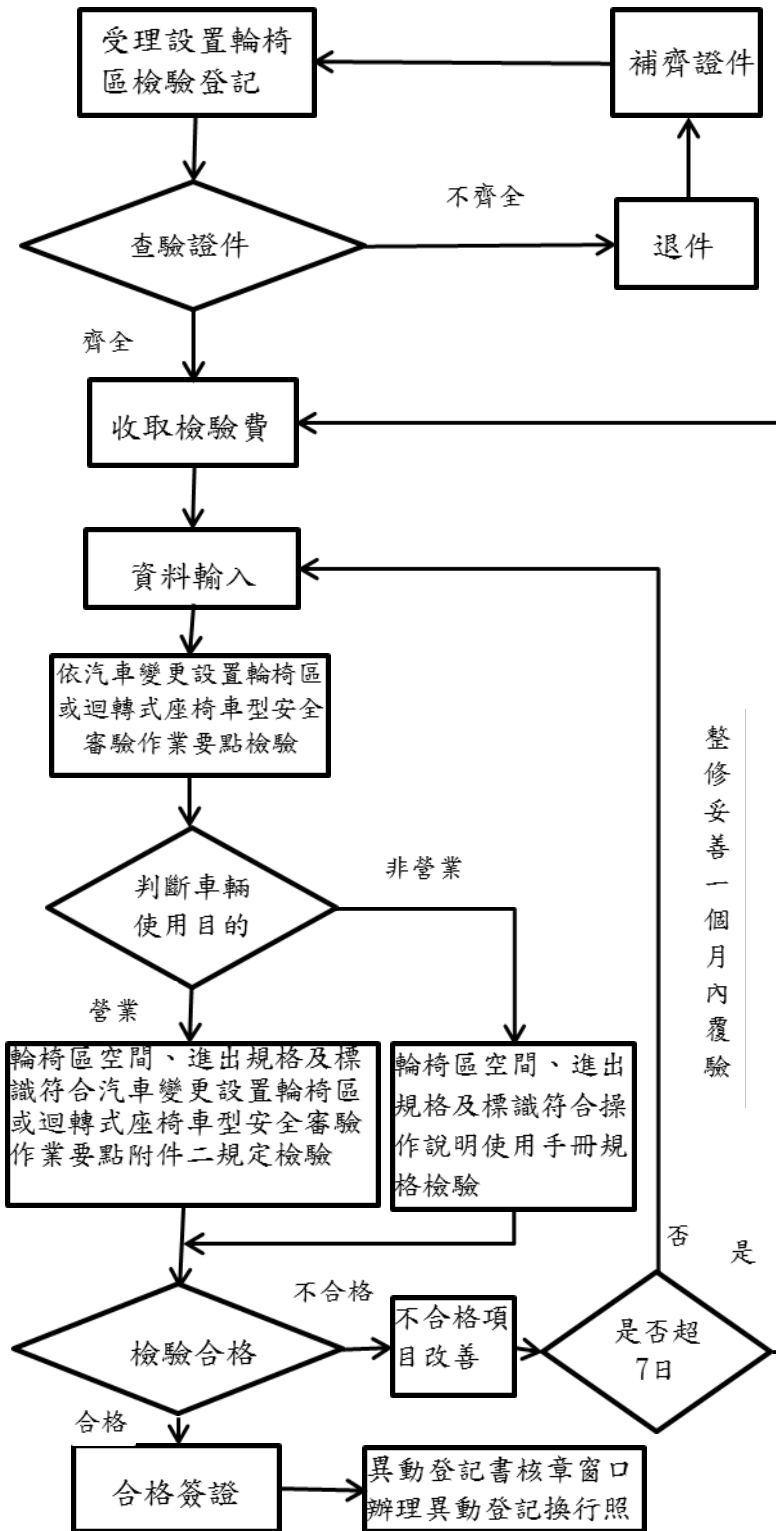 受理設置輪椅
區檢驗登記
補齊證件
不齊全
查驗證件
退件
齊全
收取檢驗費
資料輸入
依汽車變更設置輪椅區
或迴轉式座椅車型安全
審驗作業要點檢驗
整修妥善一個月內覆驗
判斷車輛
使用目的
非營業
營業
輪椅區空間、進出規格及標
識符合汽車變更設置輪椅區
或迴轉式座椅車型安全審驗
作業要點附件二規定檢驗
輪椅區空間、進出
規格及標識符合操
作說明使用手冊規
格檢驗
否
是
檢驗合格
不合格
不合格項
目改善
是否超
7日
合格
合格簽證
異動登記書核章窗口
辦理異動登記換行照